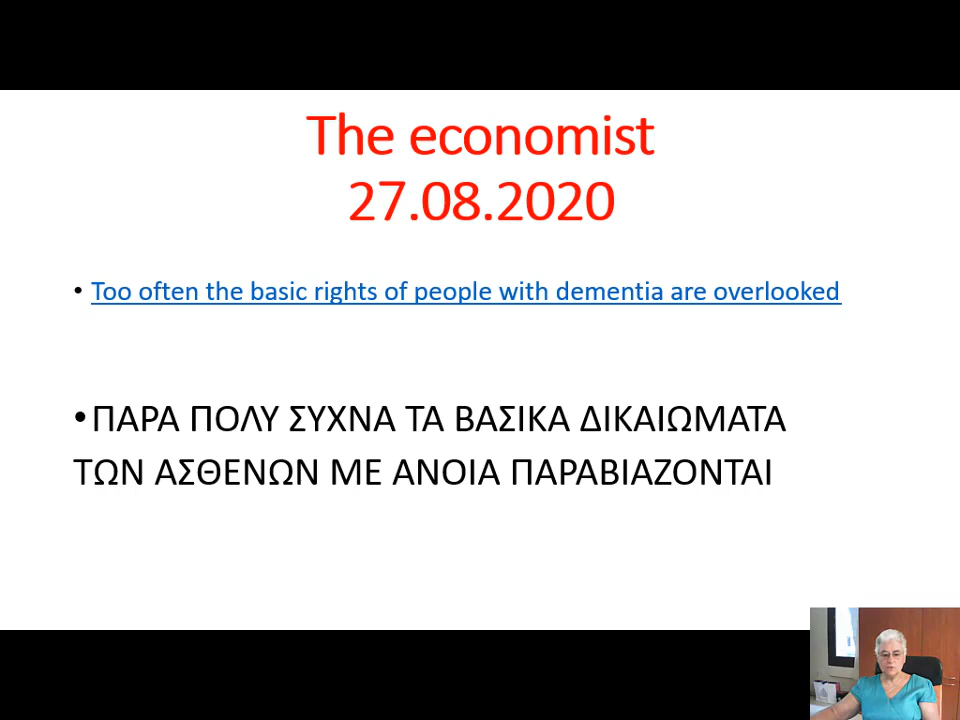 The economist
27.08.2020
• Too often the basic rights of people with dementia are overlooked
• ΠΑΡΑ ΠΟΛΥ ΣΥΧΝΑ ΤΑ ΒΑΣΙΚΑ ΔΙΚΑΙΩΜΑΤΑ
ΤΩΝ ΑΣΘΕΝΩΝ ΜΕ ΑΝΟΙΑ ΠΑΡΑΒΙΑΖΟΝΤΑΙ